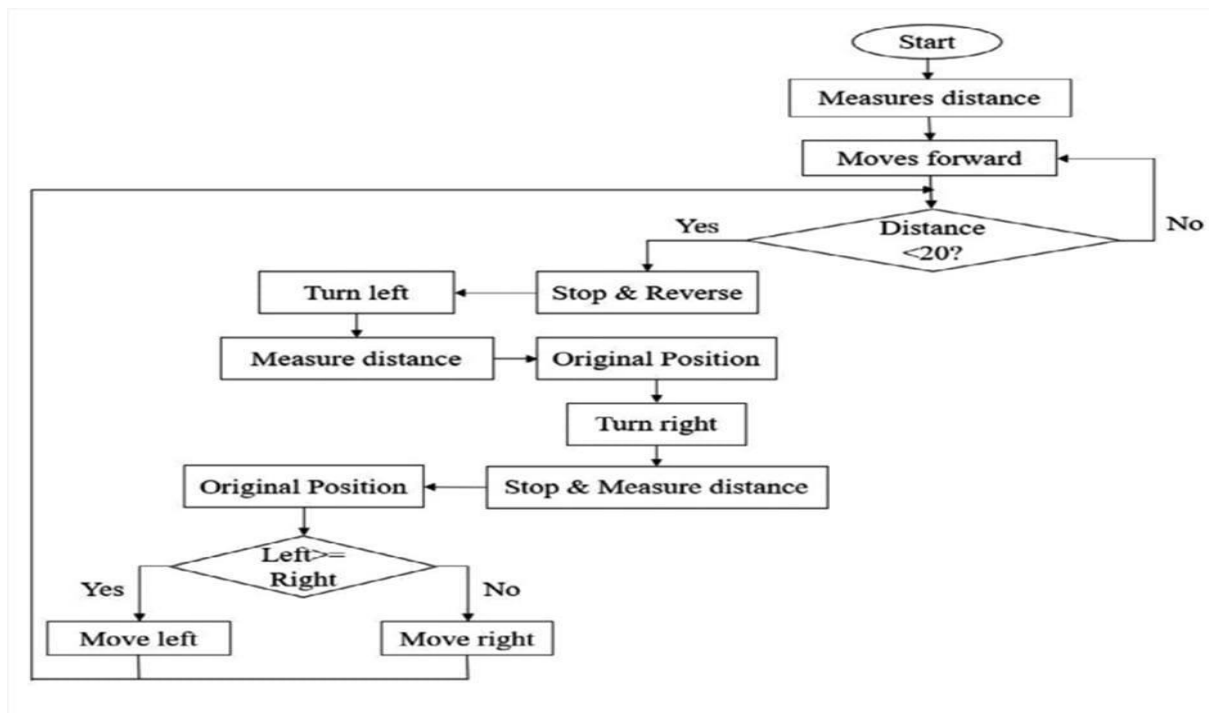 Start
Measures distance
Moves forward
Distance
<20?
Yes
No
Stop & Reverse
Turn left
Measure distance
Original Position
Turn right
Stop & Measure distance
Original Position
Left>=
Right
Yes
No
Move left
Move right